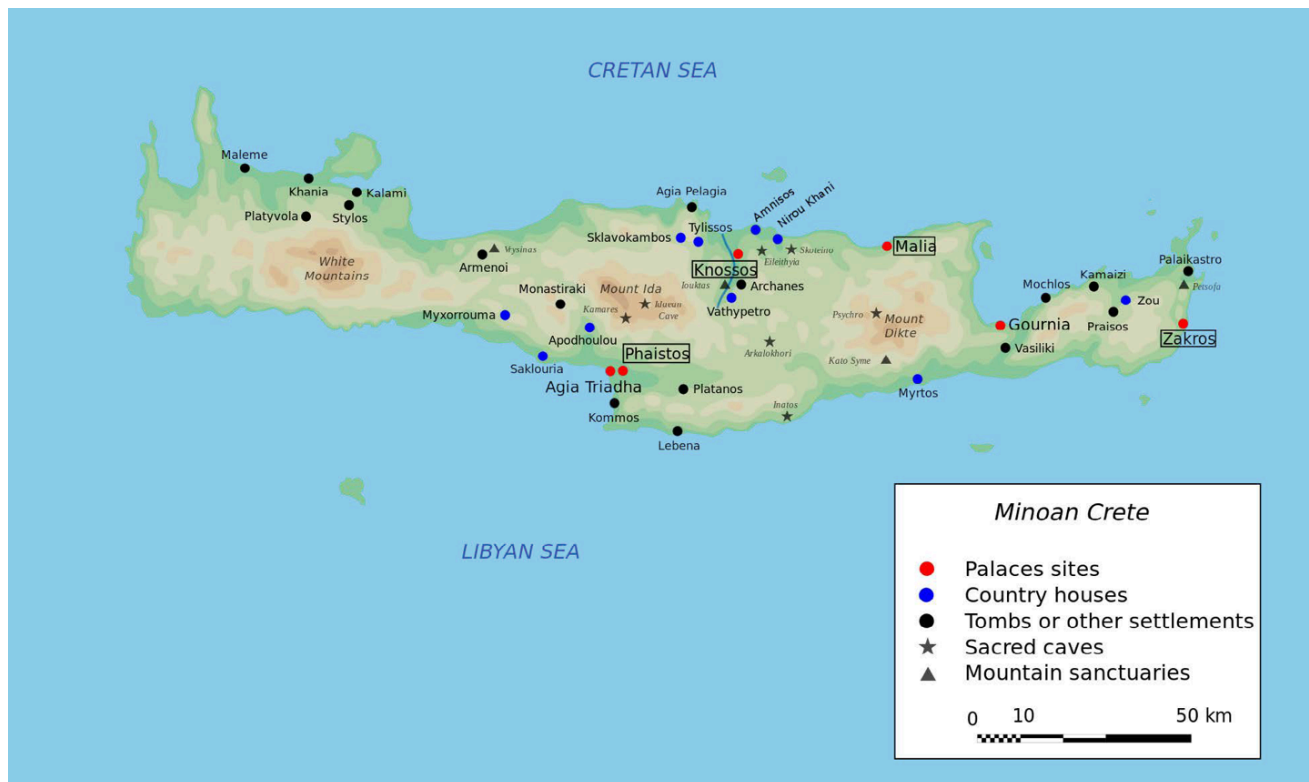 CRETAN SEA
Maleme
Khania
Kalami
Platyvola
Stylos
White
Mountains
Agia Pelagia
Amnisos
Nirou Khani
Sklavokambos
Tylissos
Vrysinas
Armenoi
Knossos
Eileithyia
Skoteino
Malia
Palaikastro
Kamaizi
Petsofa
Mount Ida
Iouktas
Archanes
Monastiraki
Kamares
Idaean
Cave
Vathypetro
Mochlos
Zou
Myxorrouma
Psychro
Mount
Dikte
Praisos
Apodhoulou
Gournia
Zakros
Phaistos
Arkalokhori
Vasiliki
Saklouria
Kato Syme
Agia Triadha
Platanos
Myrtos
Kommos
Inatos
Lebena
LIBYAN SEA
Minoan Crete
Palaces sites
Country houses
Tombs or other settlements
Sacred caves
Mountain sanctuaries
0 10 50 km